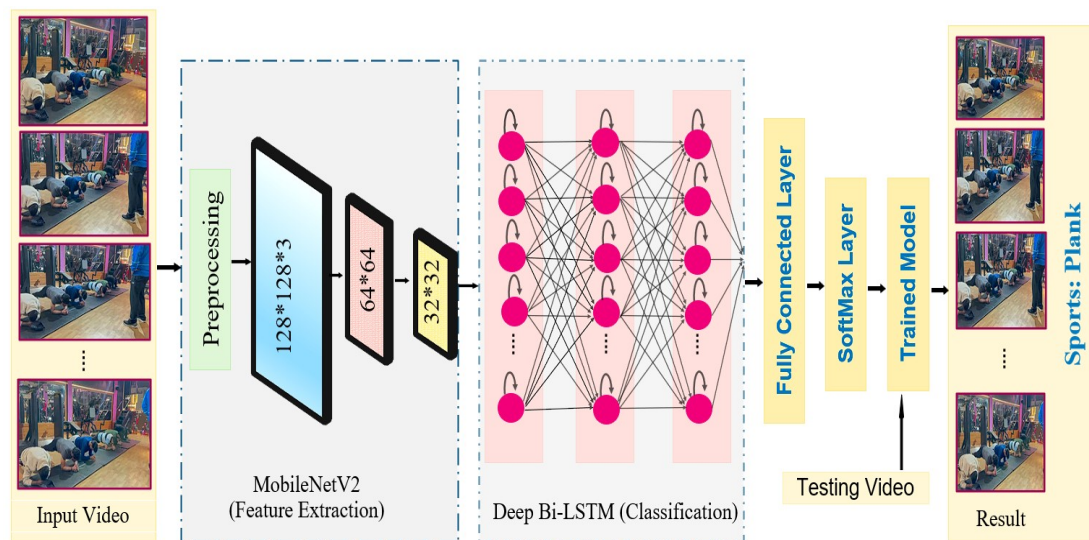 Input Video
Preprocessing
128*128*3
64*64
32*32
MobileNetV2
(Feature Extraction)
Deep Bi-LSTM (Classification)
Fully Connected Layer
SoftMax Layer
Trained Model
Testing Video
Sports: Plank
Result